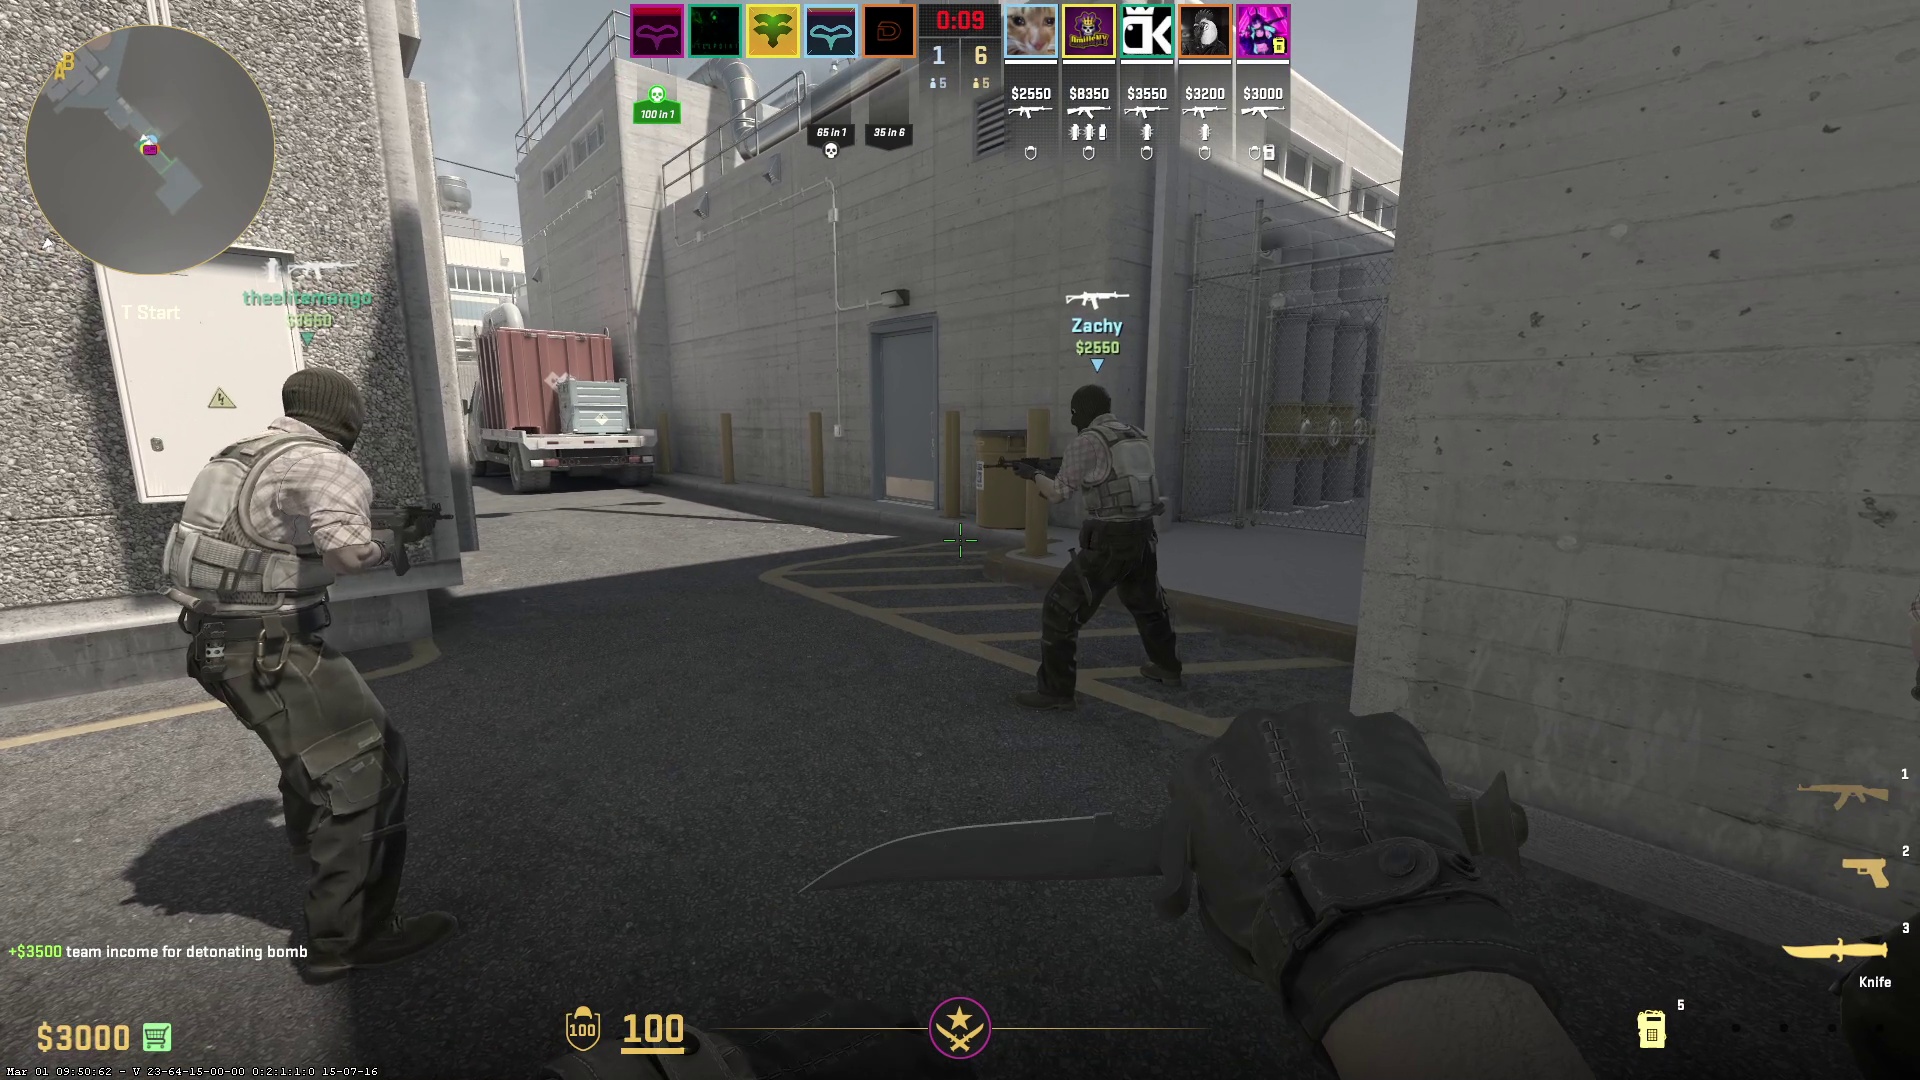 B
A
0:09
1 6
5 5
100 in 1
65 in 1
35 in 6
$2550 $8350 $3550 $3200 $3000
T Start
theelitemango
$3550
Zachy
$2550
1
2
3
Knife
5
+$3500 team income for detonating bomb
$3000
100
100
Mar 01 09:50:62 - V 23-64-15-00-00 0:2:1:1:0 15-07-16